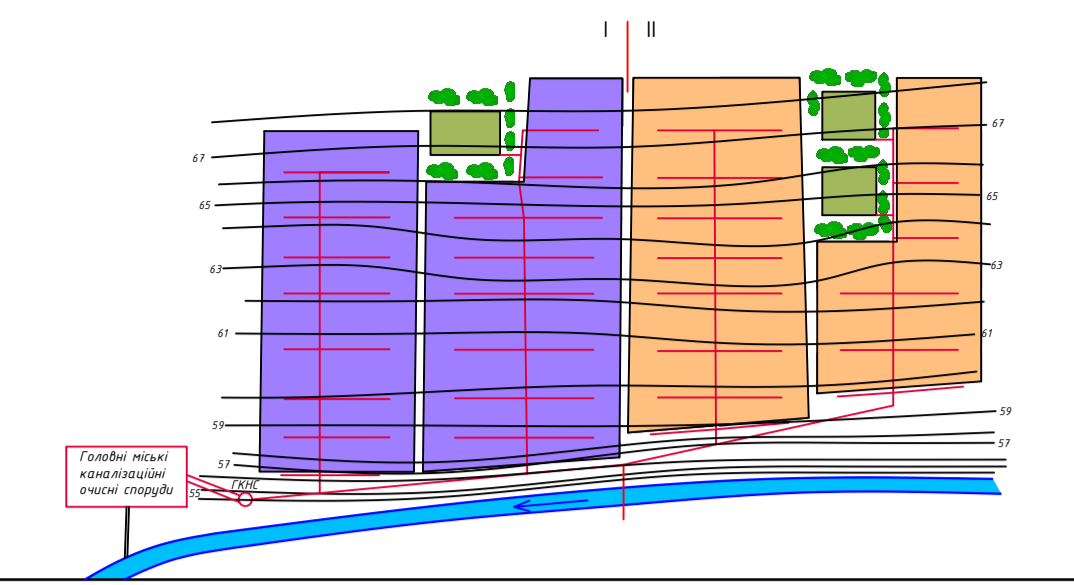 I II
67
67
65
65
63
63
61
61
59
59
57
57
Головні міські
каналізаційні
очисні споруди
ГКНС
55